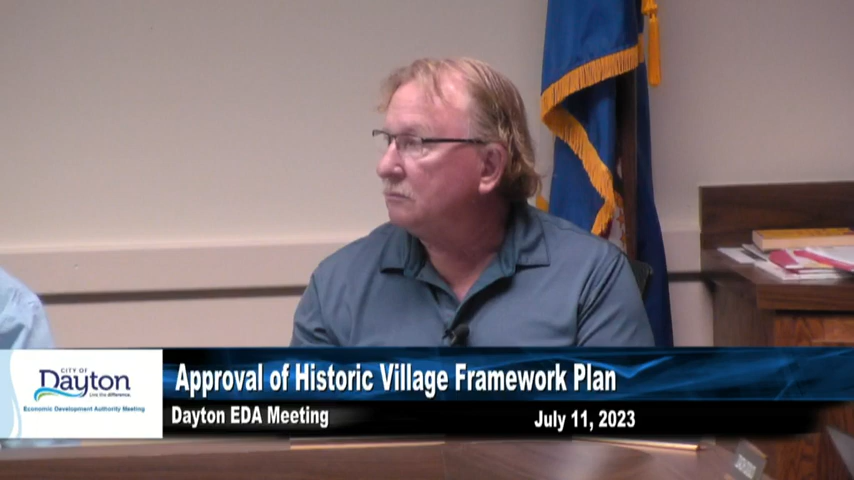 CITY OF
Dayton
Live the difference.
Economic Development Authority Meeting
Approval of Historic Village Framework Plan
Dayton EDA Meeting
July 11, 2023